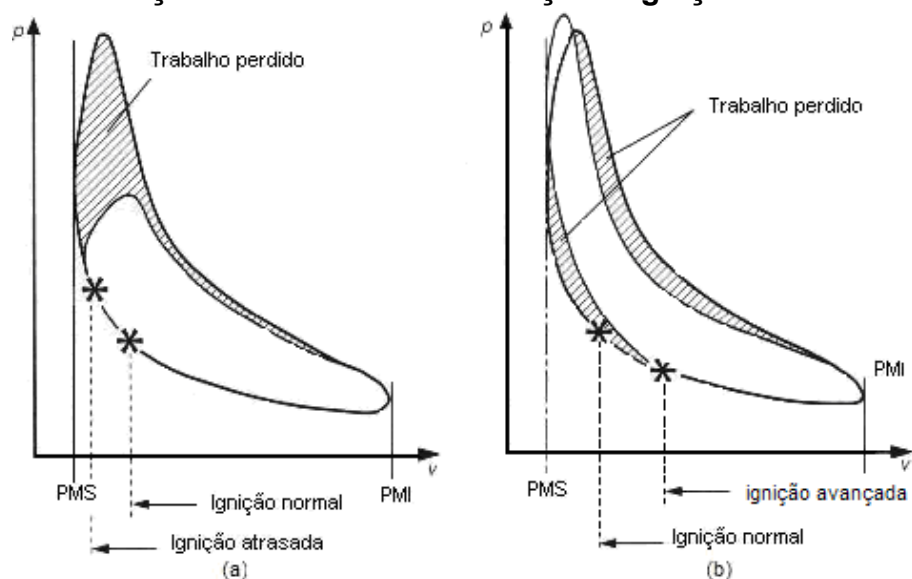 p
Trabalho perdido
PMS
PMI
v
Ignição normal
Ignição atrasada
(a)
p
Trabalho perdido
PMI
v
PMS
ignição avançada
Ignição normal
(b)